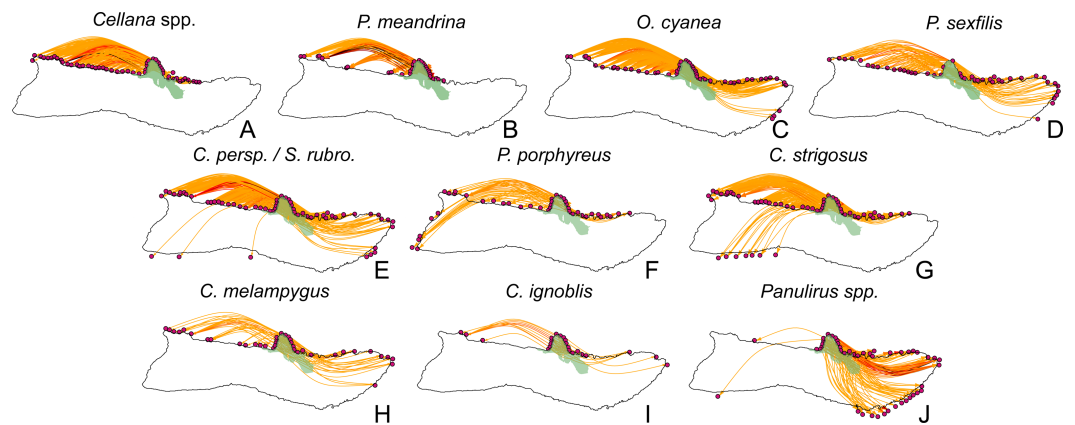 Cellana spp.
P. meandrina
O. cyanea
P. sexfilis
A
B
C
D
C. persp. / S. rubro.
P. porphyreus
C. strigosus
E
F
G
C. melampygus
C. ignoblis
Panulirus spp.
H
I
J